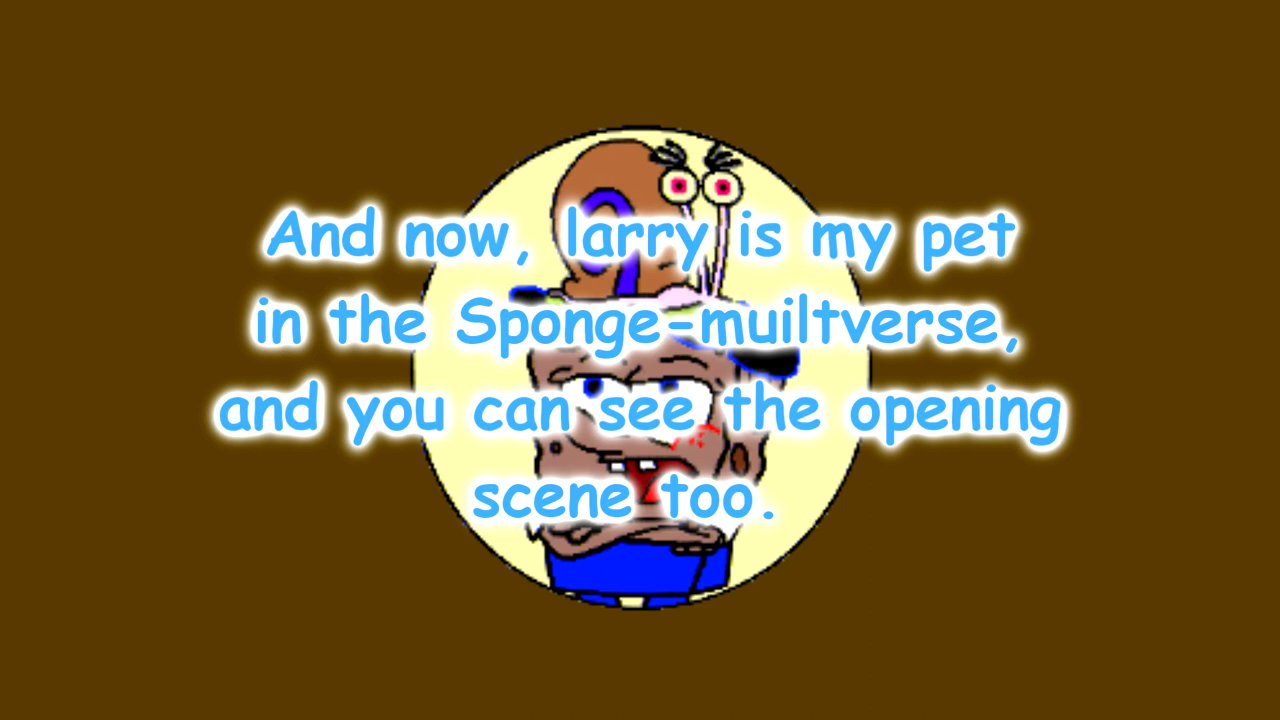 And now, larry is my pet
in the Sponge-muiltverse,
and you can see the opening
scene too.